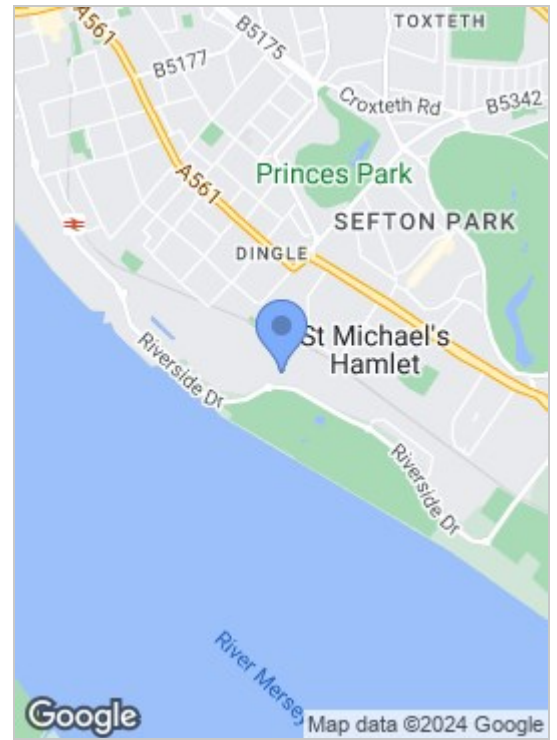 TOXTETH
A561
B5175
B5177
Croxteth Rd
B5342
Princes Park
A561
SEFTON PARK
DINGLE
St Michael's
Hamlet
Riverside Dr
Riverside Dr
River Mersey
Google
Map data ©2024 Google